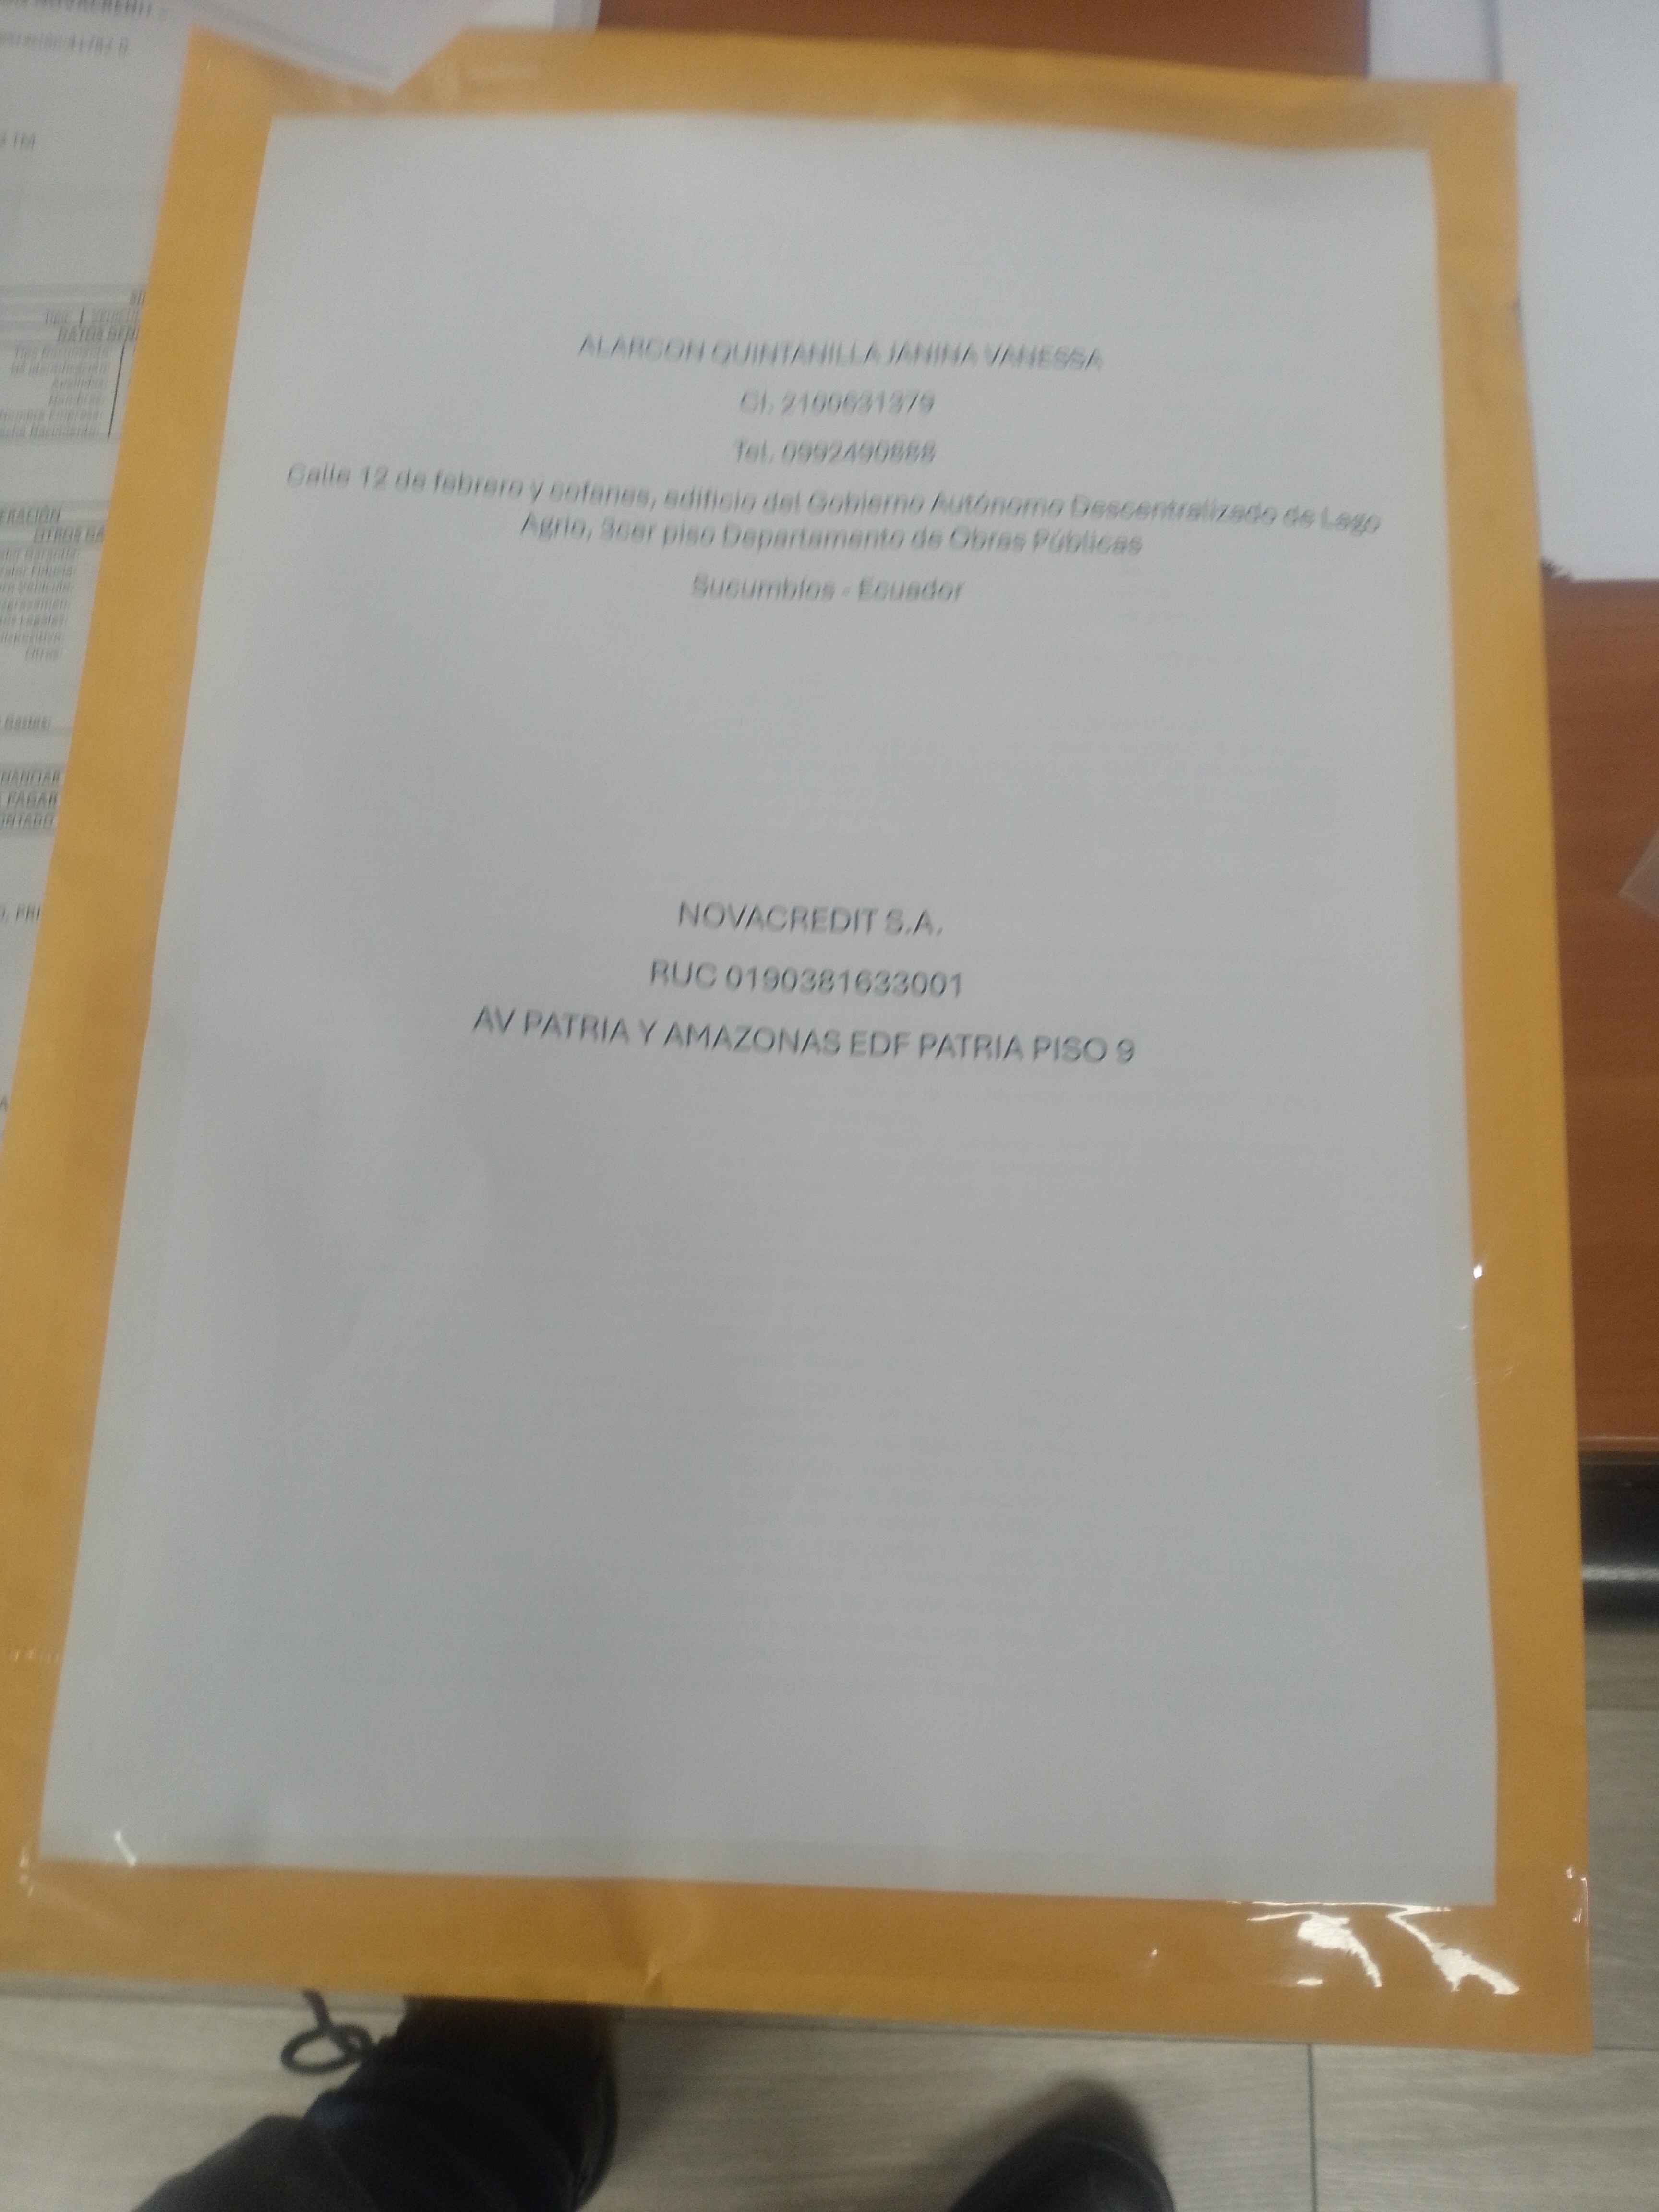 ALARCON QUINTANILLA JANINA VANESSA
CI. 2100631379
Tel. 0992490888
Calle 12 de febrero y cofanes, edificio del Gobierno Autónomo Descentralizado de Lago
Agrio, 3cer piso Departamento de Obras Públicas
Sucumbíos - Ecuador
NOVACREDIT S.A.
RUC 0190381633001
AV PATRIA Y AMAZONAS EDF PATRIA PISO 9